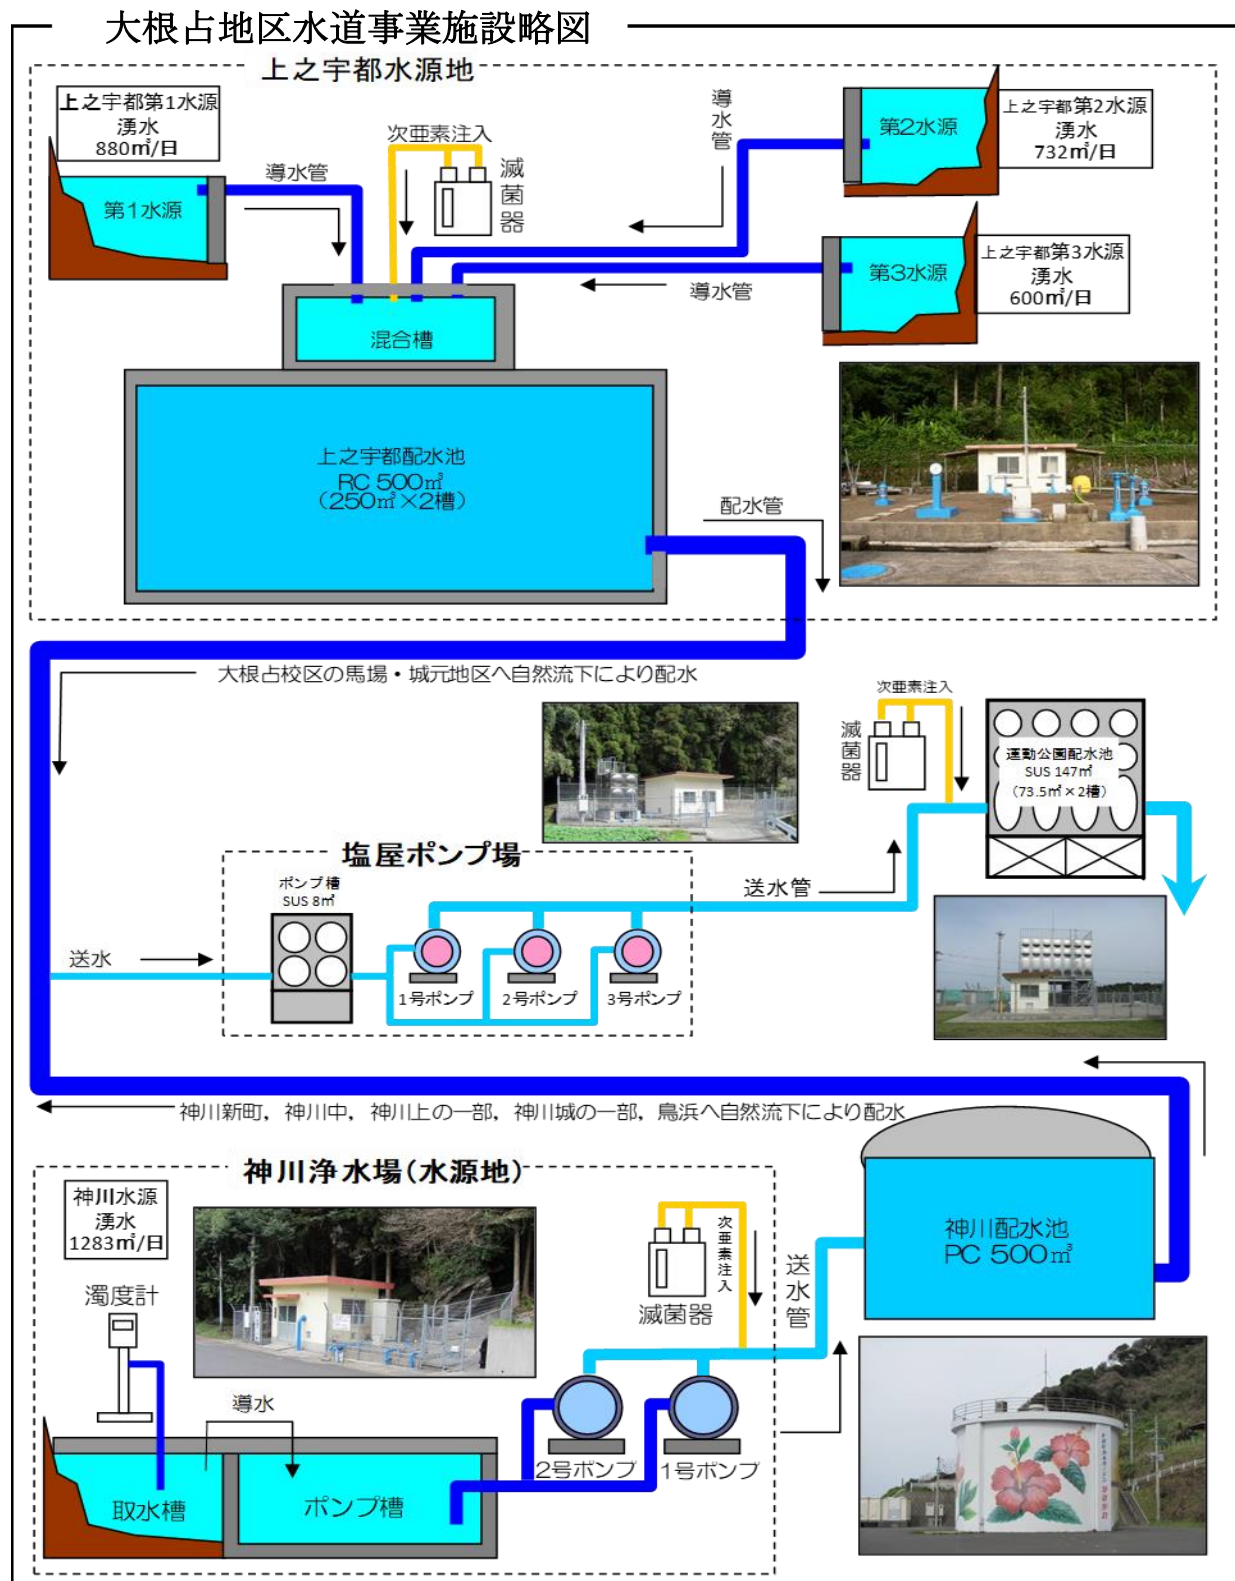 大根占地区水道事業施設略図
上之宇都水源地
上之宇都第1水源
湧水
880㎥/日
導水管
第1水源
次亜素注入
滅菌器
導水管
第2水源
上之宇都第2水源
湧水
732㎥/日
第3水源
上之宇都第3水源
湧水
600㎥/日
導水管
混合槽
上之宇都配水池
RC 500㎥
（250㎥×2槽）
配水管
大根占校区の馬場・城元地区へ自然流下により配水
次亜素注入
滅菌器
運動公園配水池
SUS 147㎥
（73.5㎥×2槽）
塩屋ポンプ場
ポンプ槽
SUS 8㎥
送水管
送水
1号ポンプ
2号ポンプ
3号ポンプ
神川新町，神川中，神川上の一部，神川城の一部，鳥浜へ自然流下により配水
神川浄水場(水源地)
神川水源
湧水
1283㎥/日
濁度計
次亜素注入
滅菌器
送水管
神川配水池
PC 500㎥
導水
取水槽
ポンプ槽
2号ポンプ
1号ポンプ